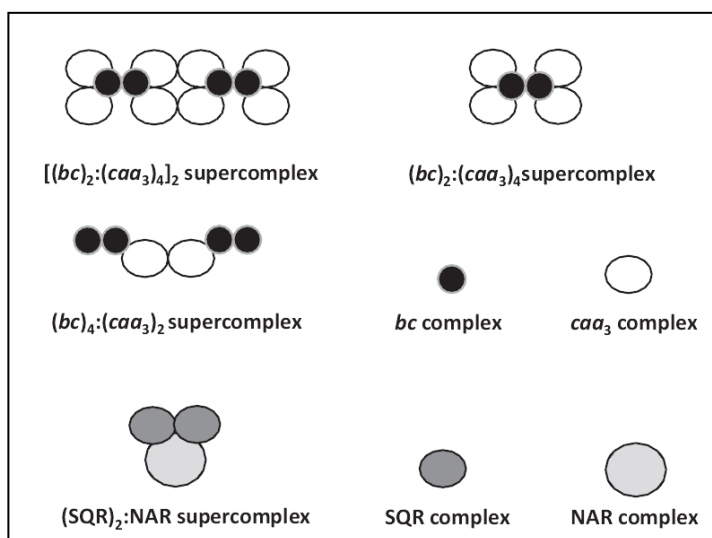 [(bc)₂:(caa₃)₄]₂ supercomplex
(bc)₂:(caa₃)₄supercomplex
(bc)₄:(caa₃)₂ supercomplex
bc complex
caa₃ complex
(SQR)₂:NAR supercomplex
SQR complex
NAR complex